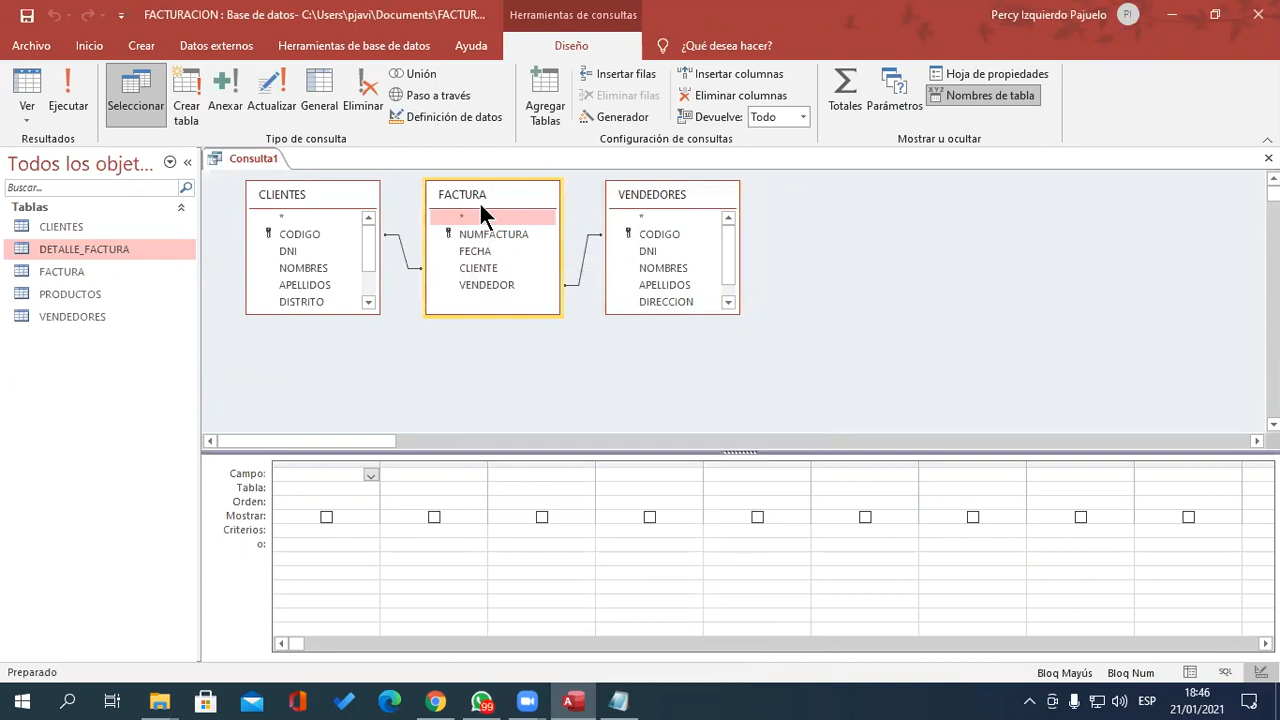 FACTURACION : Base de datos- C:\Users\pjavi\Documents\FACTUR...
Herramientas de consultas
Percy Izquierdo Pajuelo
PI
Archivo
Inicio
Crear
Datos externos
Herramientas de base de datos
Ayuda
Diseño
¿Qué desea hacer?
Ver
Ejecutar
Seleccionar
Crear tabla
Anexar
Actualizar
General
Eliminar
Unión
Paso a través
Definición de datos
Agregar Tablas
Insertar filas
Eliminar filas
Generador
Insertar columnas
Eliminar columnas
Devuelve: Todo
Totales
Parámetros
Hoja de propiedades
Nombres de tabla
Resultados
Tipo de consulta
Configuración de consultas
Mostrar u ocultar
Todos los objet...
Buscar...
Tablas
CLIENTES
DETALLE_FACTURA
FACTURA
PRODUCTOS
VENDEDORES
Consulta1
CLIENTES
*
CODIGO
DNI
NOMBRES
APELLIDOS
DISTRITO
FACTURA
*
NUMFACTURA
FECHA
CLIENTE
VENDEDOR
VENDEDORES
*
CODIGO
DNI
NOMBRES
APELLIDOS
DIRECCION
Campo:
Tabla:
Orden:
Mostrar:
Criterios:
o:
Preparado
Bloq Mayús
Bloq Num
SQL
99
ESP
18:46
21/01/2021